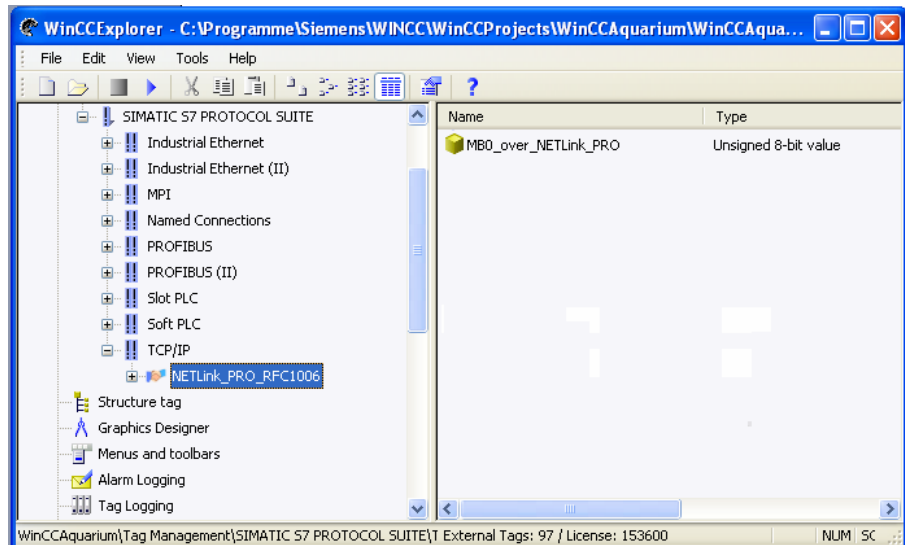 WinCCExplorer - C:\Programme\Siemens\WINCC\WinCCProjects\WinCCAquarium\WinCCAqua...
File Edit View Tools Help
SIMATIC S7 PROTOCOL SUITE
Industrial Ethernet
Industrial Ethernet (II)
MPI
Named Connections
PROFIBUS
PROFIBUS (II)
Slot PLC
Soft PLC
TCP/IP
NETLink_PRO_RFC1006
Structure tag
Graphics Designer
Menus and toolbars
Alarm Logging
Tag Logging
Name Type
MB0_over_NETLink_PRO Unsigned 8-bit value
WinCCAquarium\Tag Management\SIMATIC S7 PROTOCOL SUITE\T External Tags: 97 / License: 153600 NUM SC